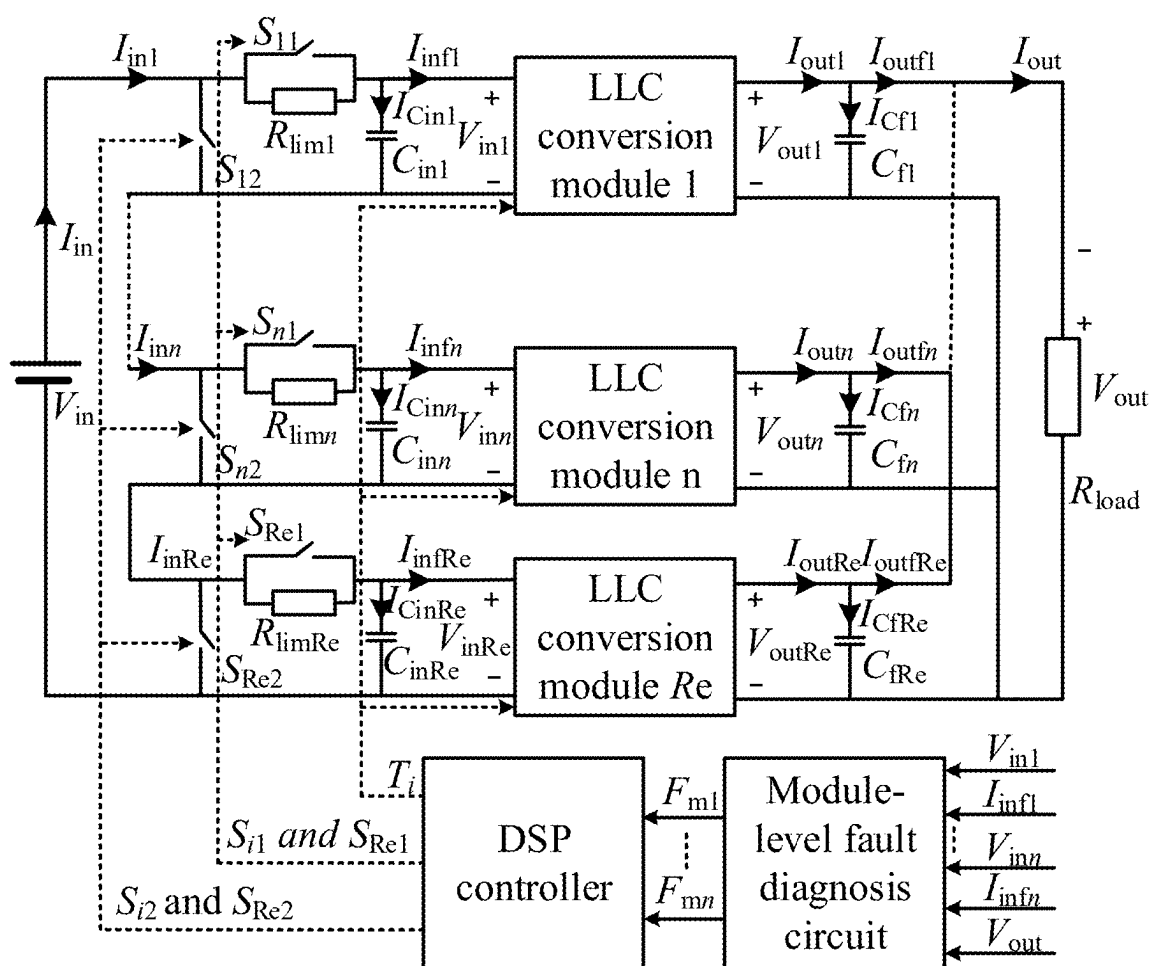 I_in1 S_11 I_inf1 I_out1 I_outf1 I_out
LLC conversion module 1
+ I_Cin1 V_in1 C_in1 −
R_lim1 S_12
+ V_out1 − I_Cf1 C_f1
I_in
− +
I_inn S_n1 I_infn I_outn I_outfn
LLC conversion module n
V_in
+ I_Cinn V_inn C_inn −
R_limn S_n2
+ V_outn − I_Cfn C_fn
V_out
R_load
I_inRe S_Re1 I_infRe I_outRe I_outfRe
LLC conversion module Re
+ I_CinRe V_inRe C_inRe −
R_limRe S_Re2
+ V_outRe − I_CfRe C_fRe
T_i
S_i1 and S_Re1
S_i2 and S_Re2
DSP
controller
F_m1
F_mn
Module-
level fault
diagnosis
circuit
V_in1
I_inf1
V_inn
I_infn
V_out